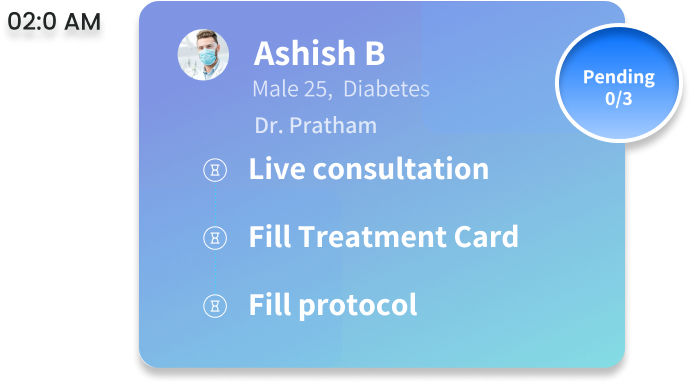 02:0 AM
Ashish B
Pending
0/3
Male 25, Diabetes
Dr. Pratham
Live consultation
Fill Treatment Card
Fill protocol